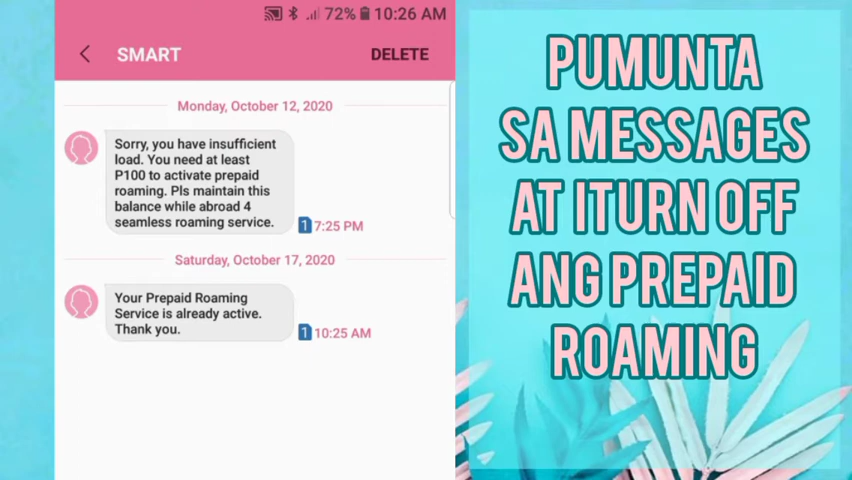 72% 10:26 AM
SMART
DELETE
Monday, October 12, 2020
Sorry, you have insufficient
load. You need at least
P100 to activate prepaid
roaming. Pls maintain this
balance while abroad 4
seamless roaming service.
1 7:25 PM
Saturday, October 17, 2020
Your Prepaid Roaming
Service is already active.
Thank you.
1 10:25 AM
PUMUNTA
SA MESSAGES
AT ITURN OFF
ANG PREPAID
ROAMING